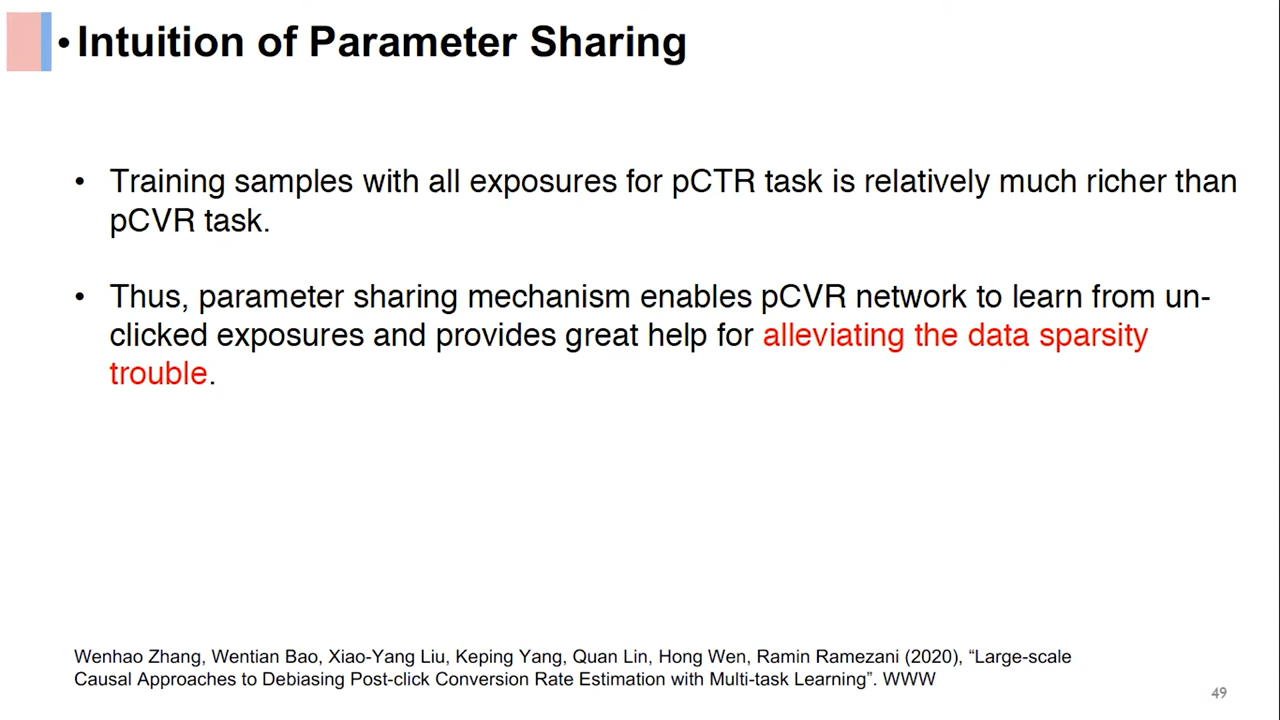 • Intuition of Parameter Sharing
• Training samples with all exposures for pCTR task is relatively much richer than
pCVR task.
• Thus, parameter sharing mechanism enables pCVR network to learn from un-
clicked exposures and provides great help for alleviating the data sparsity
trouble.
Wenhao Zhang, Wentian Bao, Xiao-Yang Liu, Keping Yang, Quan Lin, Hong Wen, Ramin Ramezani (2020), “Large-scale
Causal Approaches to Debiasing Post-click Conversion Rate Estimation with Multi-task Learning”. WWW
49